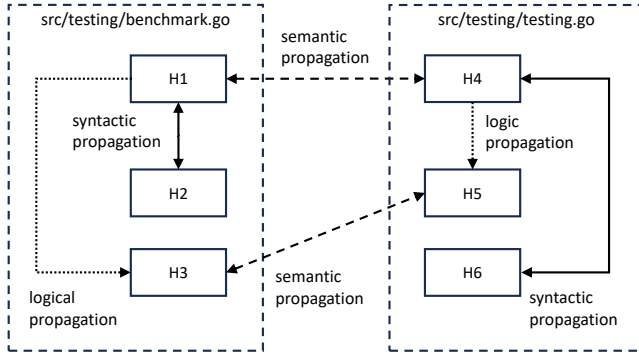 src/testing/benchmark.go
src/testing/testing.go
semantic
propagation
H1
H4
syntactic
propagation
logic
propagation
H2
H5
H3
H6
logical
propagation
semantic
propagation
syntactic
propagation